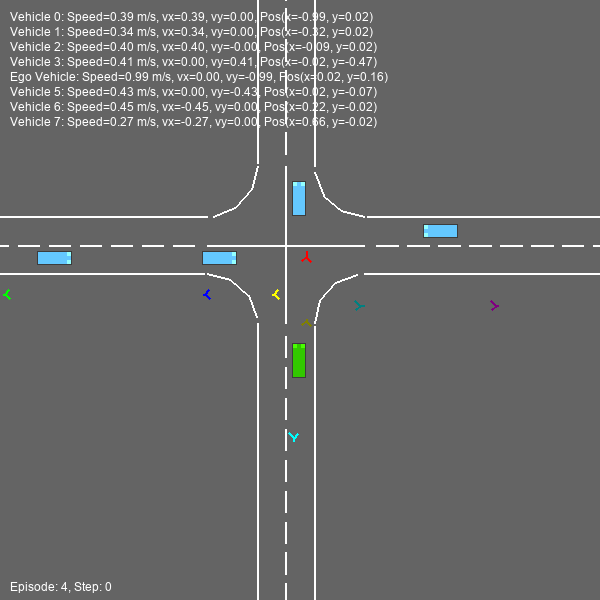 Vehicle 0: Speed=0.39 m/s, vx=0.39, vy=0.00, Pos(x=-0.99, y=0.02)
Vehicle 1: Speed=0.34 m/s, vx=0.34, vy=0.00, Pos(x=-0.32, y=0.02)
Vehicle 2: Speed=0.40 m/s, vx=0.40, vy=-0.00, Pos(x=-0.09, y=0.02)
Vehicle 3: Speed=0.41 m/s, vx=0.00, vy=0.41, Pos(x=-0.02, y=-0.47)
Ego Vehicle: Speed=0.99 m/s, vx=0.00, vy=-0.99, Pos(x=0.02, y=0.16)
Vehicle 5: Speed=0.43 m/s, vx=0.00, vy=-0.43, Pos(x=0.02, y=-0.07)
Vehicle 6: Speed=0.45 m/s, vx=-0.45, vy=0.00, Pos(x=0.22, y=-0.02)
Vehicle 7: Speed=0.27 m/s, vx=-0.27, vy=0.00, Pos(x=0.66, y=-0.02)
Episode: 4, Step: 0